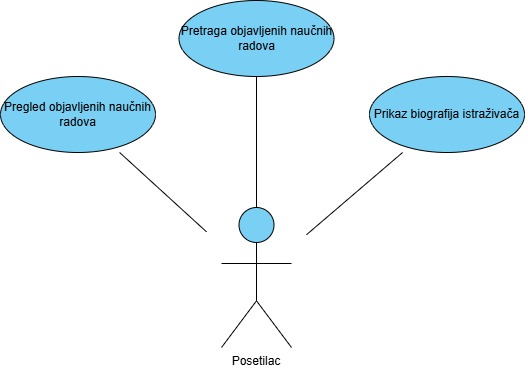 Pretraga objavljenih naučnih
radova
Pregled objavljenih naučnih
radova
Prikaz biografija istraživača
Posetilac